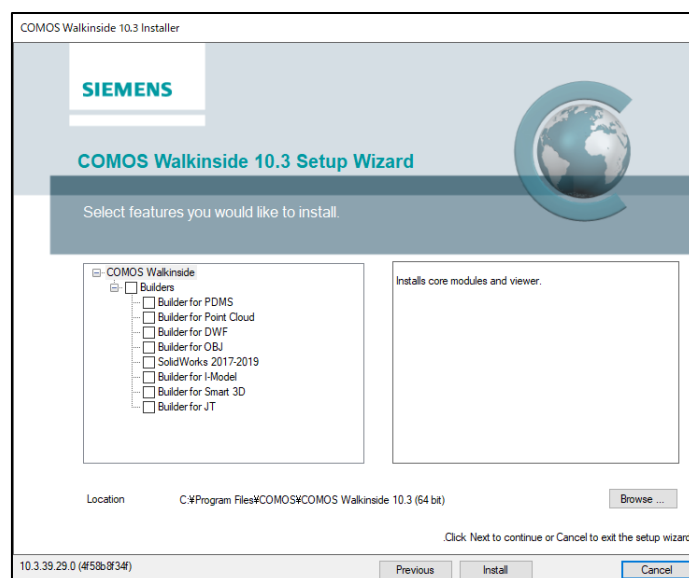 COMOS Walkinside 10.3 Installer
SIEMENS
COMOS Walkinside 10.3 Setup Wizard
Select features you would like to install.
COMOS Walkinside
Builders
Builder for PDMS
Builder for Point Cloud
Builder for DWF
Builder for OBJ
SolidWorks 2017-2019
Builder for I-Model
Builder for Smart 3D
Builder for JT
Installs core modules and viewer.
Location C:¥Program Files¥COMOS¥COMOS Walkinside 10.3 (64 bit) Browse ...
.Click Next to continue or Cancel to exit the setup wizard
10.3.39.29.0 (4f58b8f34f) Previous Install Cancel